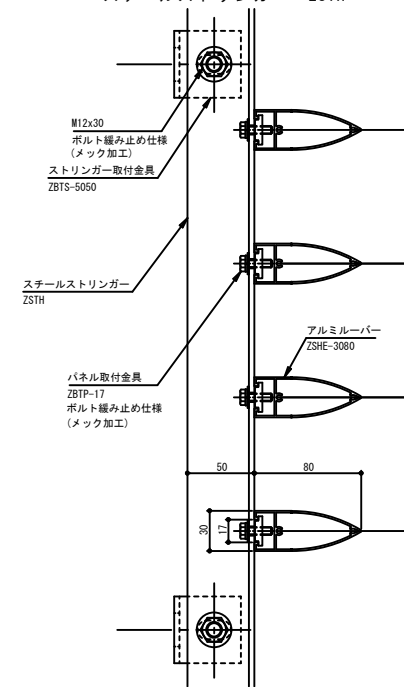 M12x30
ボルト緩み止め仕様
(メック加工)
ストリンガー取付金具
ZBTS-5050
スチールストリンガー
ZSTH
アルミルーバー
ZSHE-3080
パネル取付金具
ZBTP-17
ボルト緩み止め仕様
(メック加工)
50
80
30
17